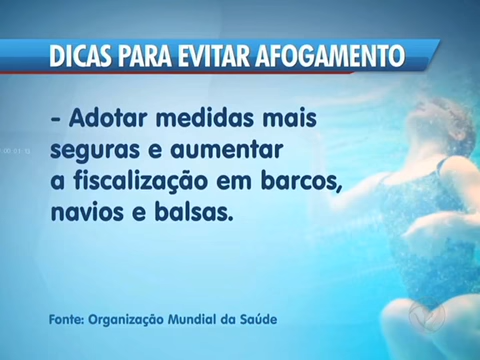 DICAS PARA EVITAR AFOGAMENTO
- Adotar medidas mais
seguras e aumentar
a fiscalização em barcos,
navios e balsas.
Fonte: Organização Mundial da Saúde